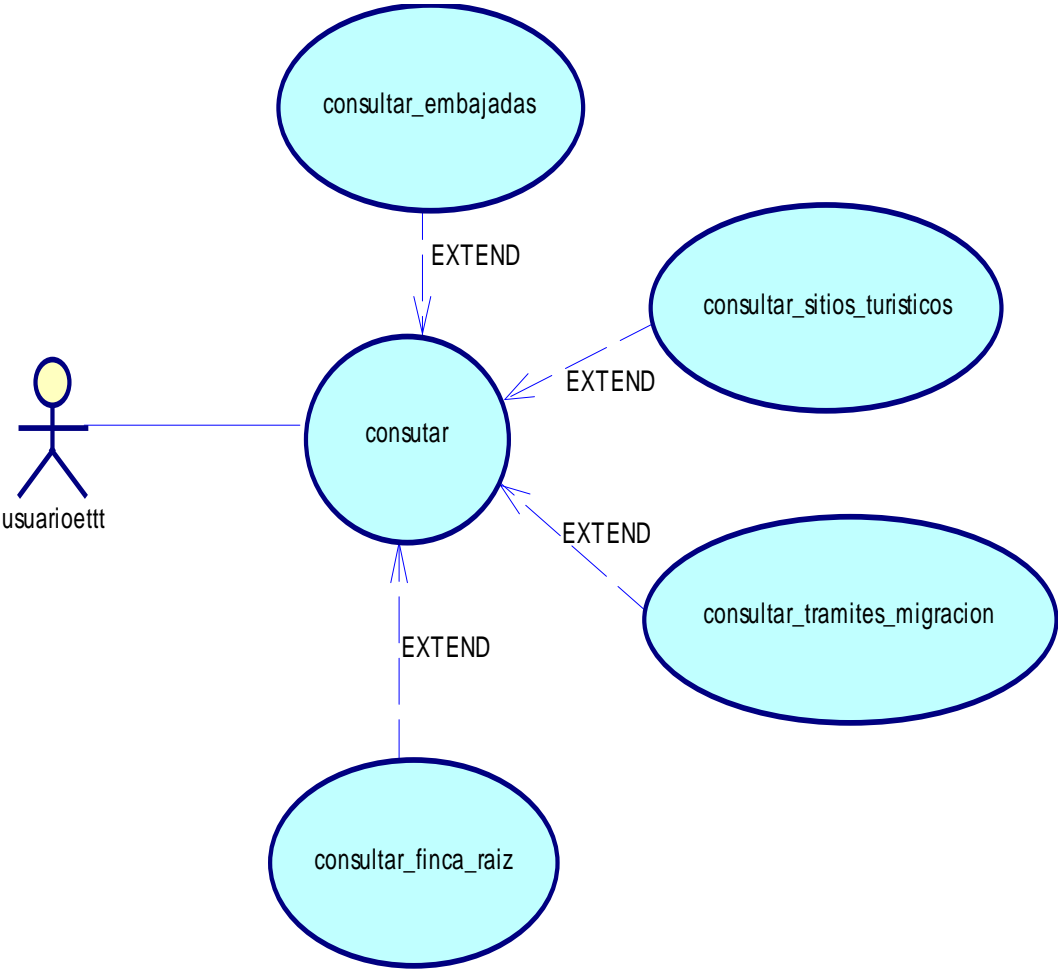 consultar_embajadas
EXTEND
consultar_sitios_turisticos
EXTEND
consutar
usuarioettt
EXTEND
consultar_tramites_migracion
EXTEND
consultar_finca_raiz